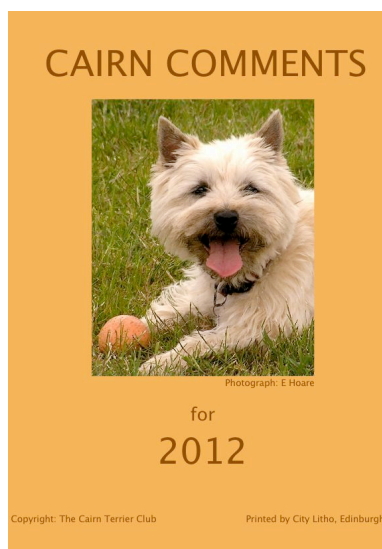 CAIRN COMMENTS
Photograph: E Hoare
for
2012
Copyright: The Cairn Terrier Club
Printed by City Litho, Edinburgh